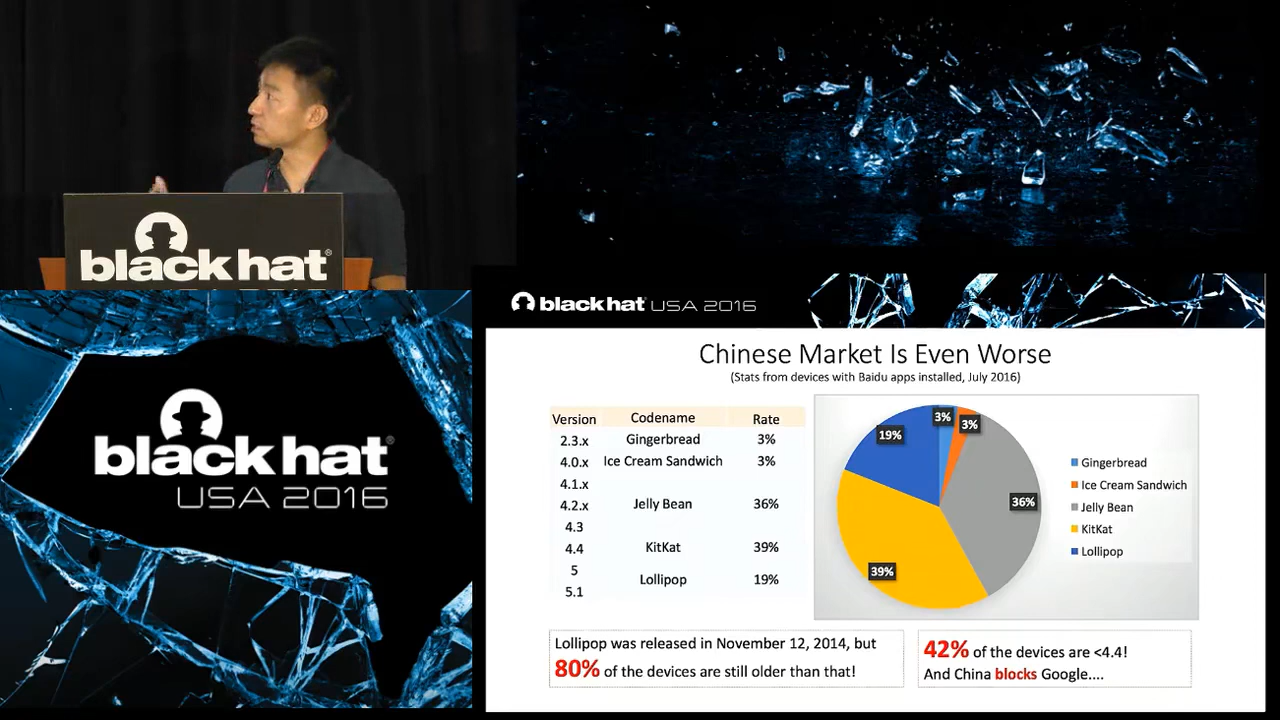 black hat®
black hat®
USA 2016
black hat® USA 2016
Chinese Market Is Even Worse
(Stats from devices with Baidu apps installed, July 2016)
Version Codename Rate
2.3.x Gingerbread 3%
4.0.x Ice Cream Sandwich 3%
4.1.x
4.2.x Jelly Bean 36%
4.3
4.4 KitKat 39%
5
Lollipop 19%
5.1
3%
3%
19%
36%
39%
Gingerbread
Ice Cream Sandwich
Jelly Bean
KitKat
Lollipop
Lollipop was released in November 12, 2014, but
80% of the devices are still older than that!
42% of the devices are <4.4!
And China blocks Google....